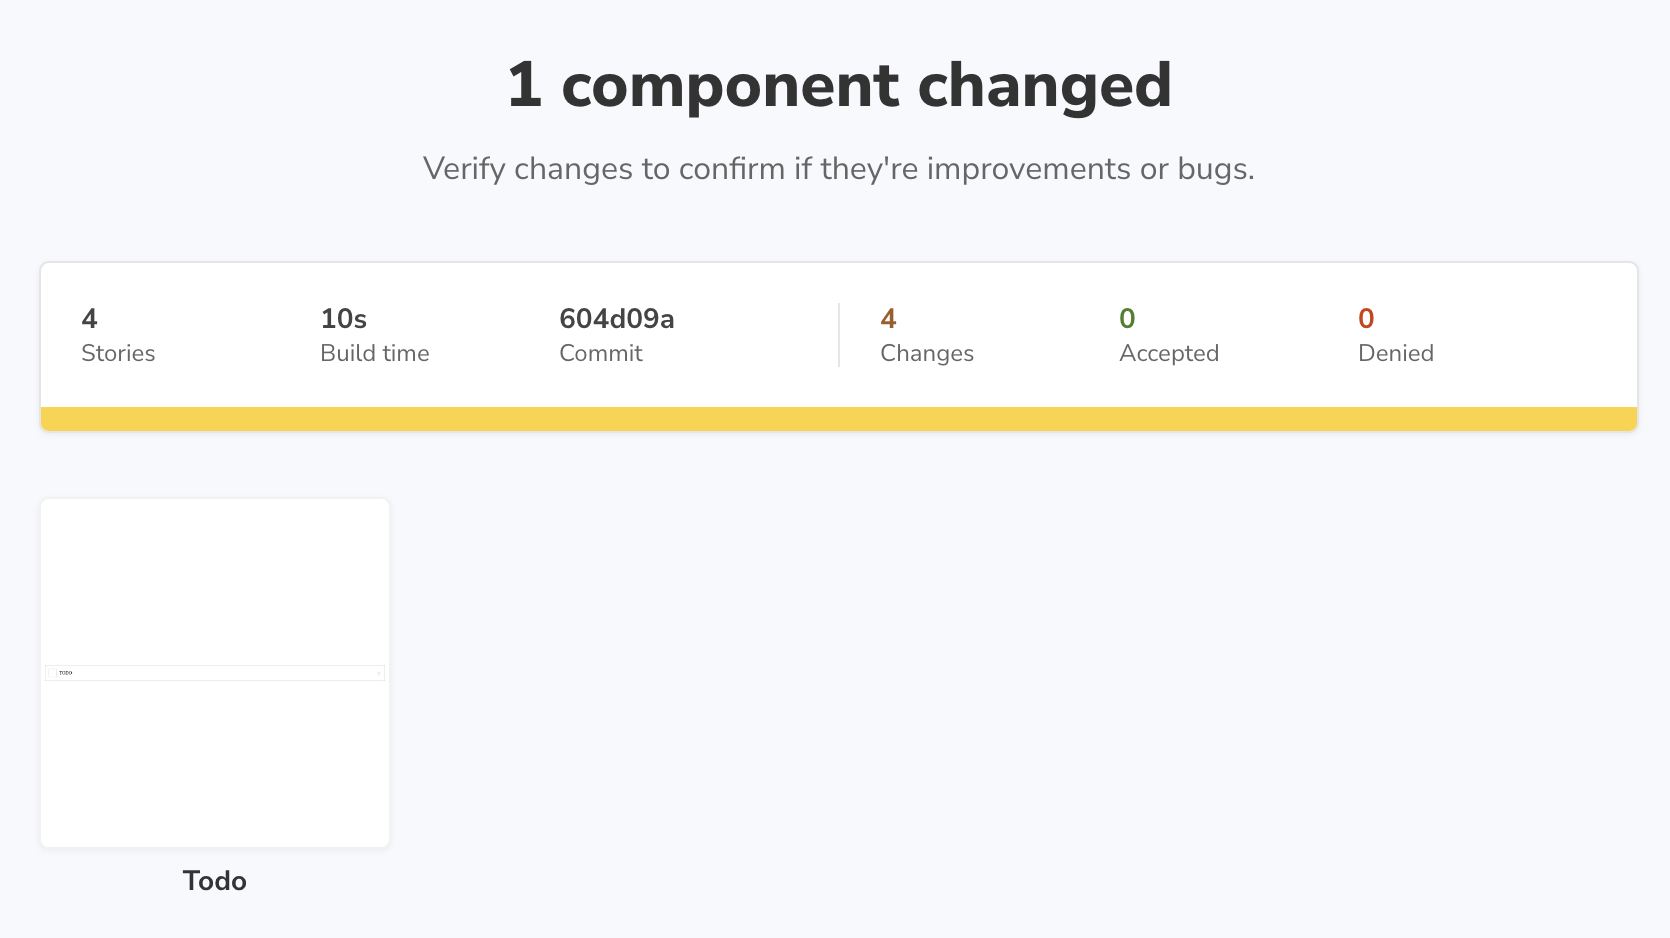 1 component changed
Verify changes to confirm if they're improvements or bugs.
4
Stories
10s
Build time
604d09a
Commit
4
Changes
0
Accepted
0
Denied
TODO
Todo